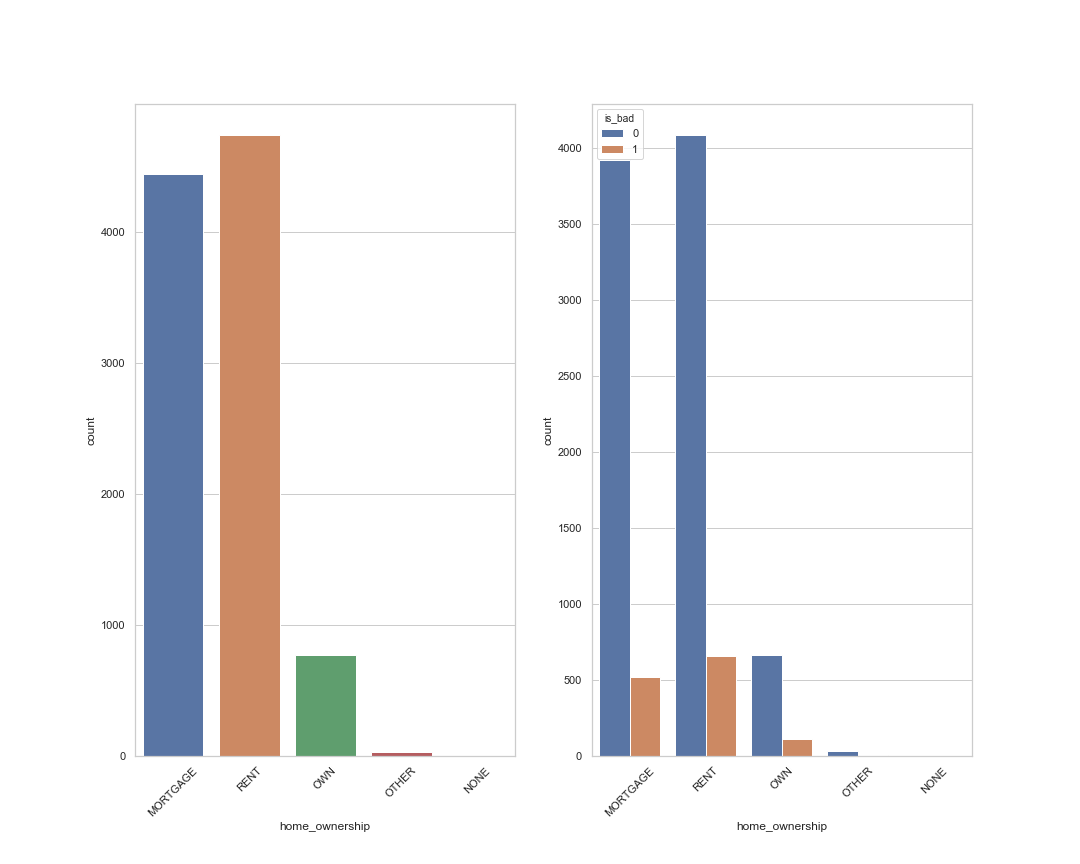 4000
3000
2000
1000
0
count
MORTGAGE
RENT
OWN
OTHER
NONE
home_ownership
is_bad
0
1
4000
3500
3000
2500
2000
1500
1000
500
0
count
MORTGAGE
RENT
OWN
OTHER
NONE
home_ownership